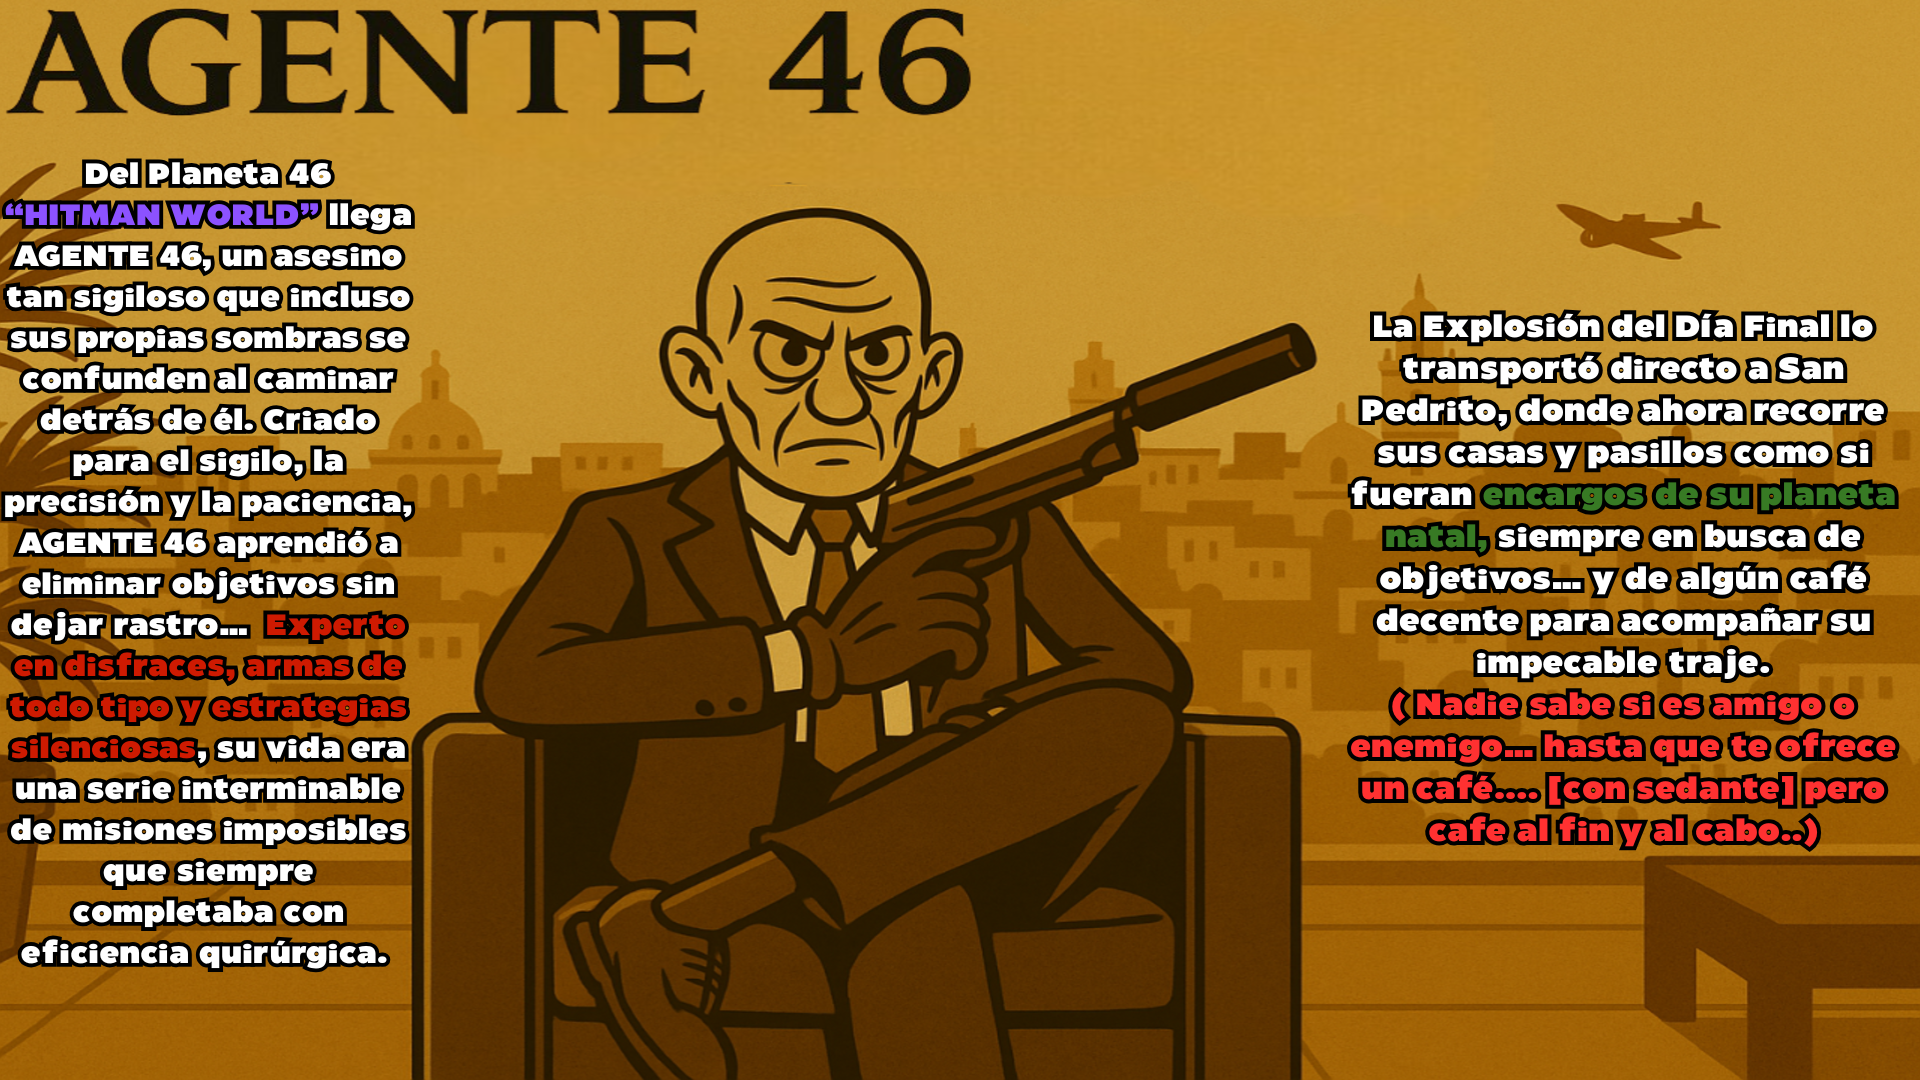 AGENTE 46
Del Planeta 46
“HITMAN WORLD” llega
AGENTE 46, un asesino
tan sigiloso que incluso
sus propias sombras se
confunden al caminar
detrás de él. Criado
para el sigilo, la
precisión y la paciencia,
AGENTE 46 aprendió a
eliminar objetivos sin
dejar rastro... Experto
en disfraces, armas de
todo tipo y estrategias
silenciosas, su vida era
una serie interminable
de misiones imposibles
que siempre
completaba con
eficiencia quirúrgica.
La Explosión del Día Final lo
transportó directo a San
Pedrito, donde ahora recorre
sus casas y pasillos como si
fueran encargos de su planeta
natal, siempre en busca de
objetivos... y de algún café
decente para acompañar su
impecable traje.
( Nadie sabe si es amigo o
enemigo... hasta que te ofrece
un café.... [con sedante] pero
cafe al fin y al cabo..)